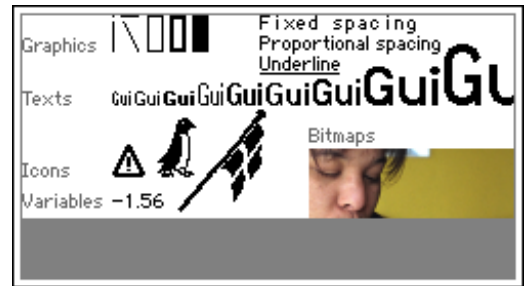 Fixed spacing
Graphics
Proportional spacing
Underline
Texts GuiGuiGuiGuiGuiGuiGuiGuiGu
Bitmaps
Icons
Variables -1.56